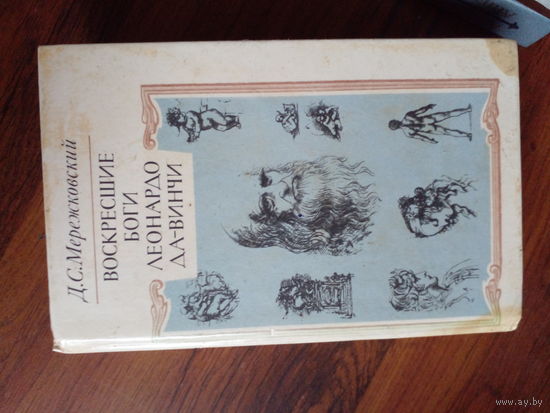 Д.С.Мережковский
ВОСКРЕСШИЕ
БОГИ
ЛЕОНАРДО
ДА-ВИНЧИ
www.ay.by